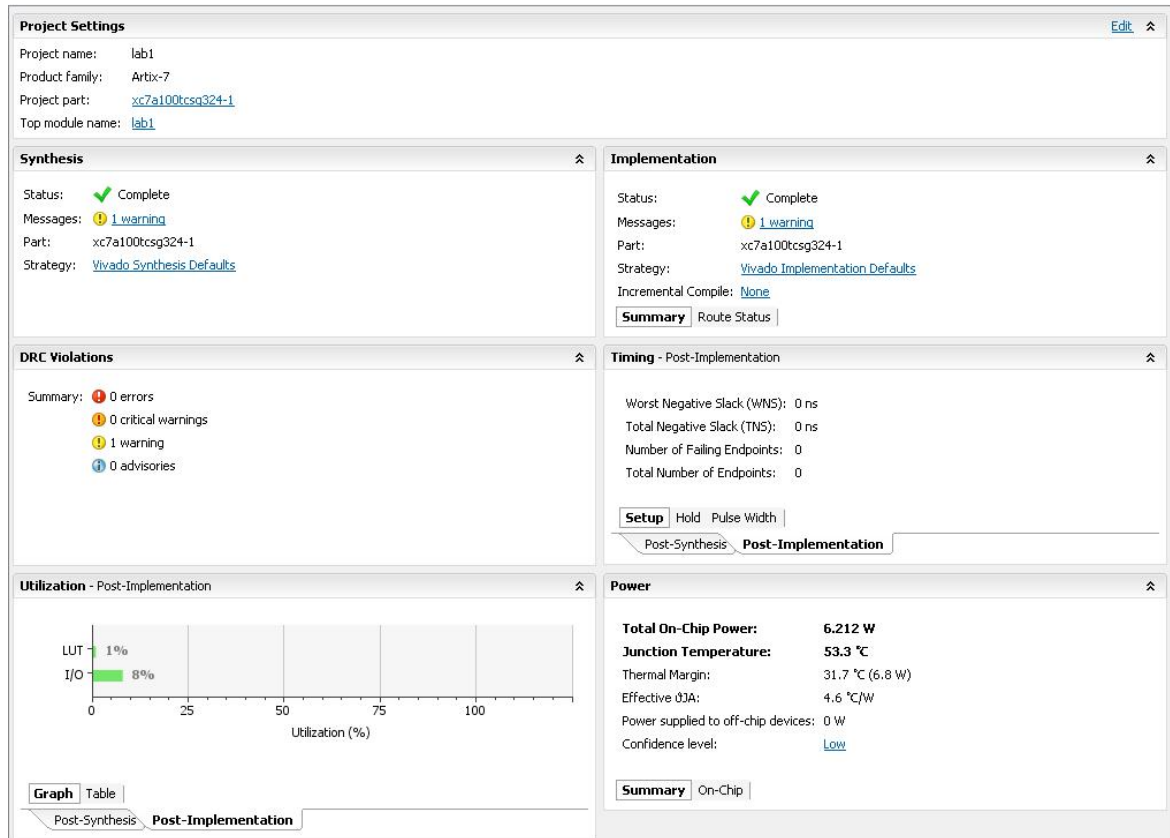 Project Settings
Edit
Project name: lab1
Product family: Artix-7
Project part: xc7a100tcsg324-1
Top module name: lab1
Synthesis
Status: Complete
Messages: 1 warning
Part: xc7a100tcsg324-1
Strategy: Vivado Synthesis Defaults
Implementation
Status: Complete
Messages: 1 warning
Part: xc7a100tcsg324-1
Strategy: Vivado Implementation Defaults
Incremental Compile: None
Summary Route Status
DRC Violations
Summary: 0 errors
0 critical warnings
1 warning
0 advisories
Timing - Post-Implementation
Worst Negative Slack (WNS): 0 ns
Total Negative Slack (TNS): 0 ns
Number of Failing Endpoints: 0
Total Number of Endpoints: 0
Setup Hold Pulse Width
Post-Synthesis Post-Implementation
Utilization - Post-Implementation
LUT 1%
I/O 8%
0 25 50 75 100
Utilization (%)
Graph Table
Post-Synthesis Post-Implementation
Power
Total On-Chip Power: 6.212 W
Junction Temperature: 53.3 °C
Thermal Margin: 31.7 °C (6.8 W)
Effective ϑJA: 4.6 °C/W
Power supplied to off-chip devices: 0 W
Confidence level: Low
Summary On-Chip